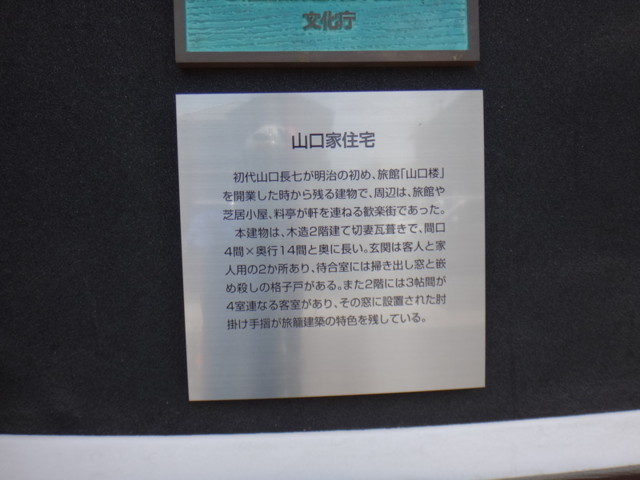 文化庁
山口家住宅
初代山口長七が明治の初め、旅館「山口楼」
を開業した時から残る建物で、周辺は、旅館や
芝居小屋、料亭が軒を連ねる歓楽街であった。
本建物は、木造2階建て切妻瓦葺きで、間口
4間×奥行14間と奥に長い。玄関は客人と家
人用の2か所あり、待合室には掃き出し窓と嵌
め殺しの格子戸がある。また2階には3帖間が
4室連なる客室があり、その窓に設置された肘
掛け手摺が旅籠建築の特色を残している。